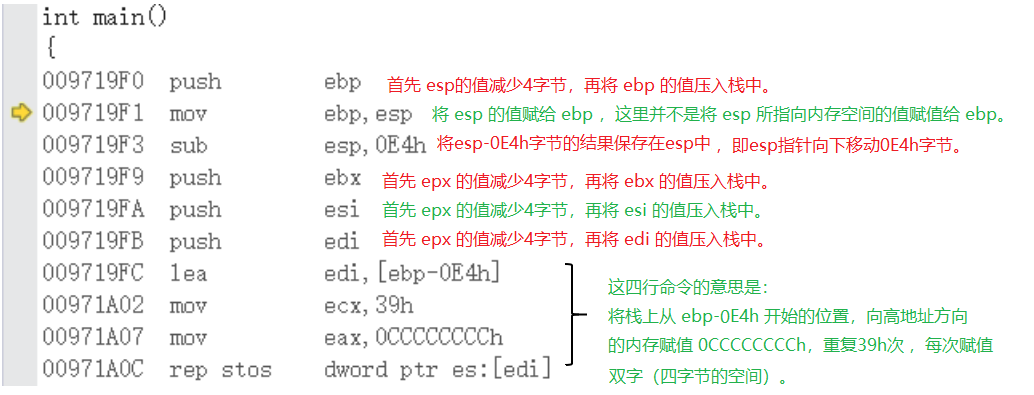 int main()
{
009719F0 push ebp 首先 esp的值减少4字节，再将 ebp 的值压入栈中。
009719F1 mov ebp,esp 将 esp 的值赋给 ebp ，这里并不是将 esp 所指向内存空间的值赋值给 ebp。
009719F3 sub esp,0E4h 将esp-0E4h字节的结果保存在esp中 ，即esp指针向下移动0E4h字节。
009719F9 push ebx 首先 epx 的值减少4字节，再将 ebx 的值压入栈中。
009719FA push esi 首先 epx 的值减少4字节，再将 esi 的值压入栈中。
009719FB push edi 首先 epx 的值减少4字节，再将 edi 的值压入栈中。
009719FC lea edi,[ebp-0E4h]
00971A02 mov ecx,39h
00971A07 mov eax,0CCCCCCCCh
00971A0C rep stos dword ptr es:[edi]
这四行命令的意思是：
将栈上从 ebp-0E4h 开始的位置，向高地址方向
的内存赋值 0CCCCCCCCh，重复39h次 ，每次赋值
双字（四字节的空间）。